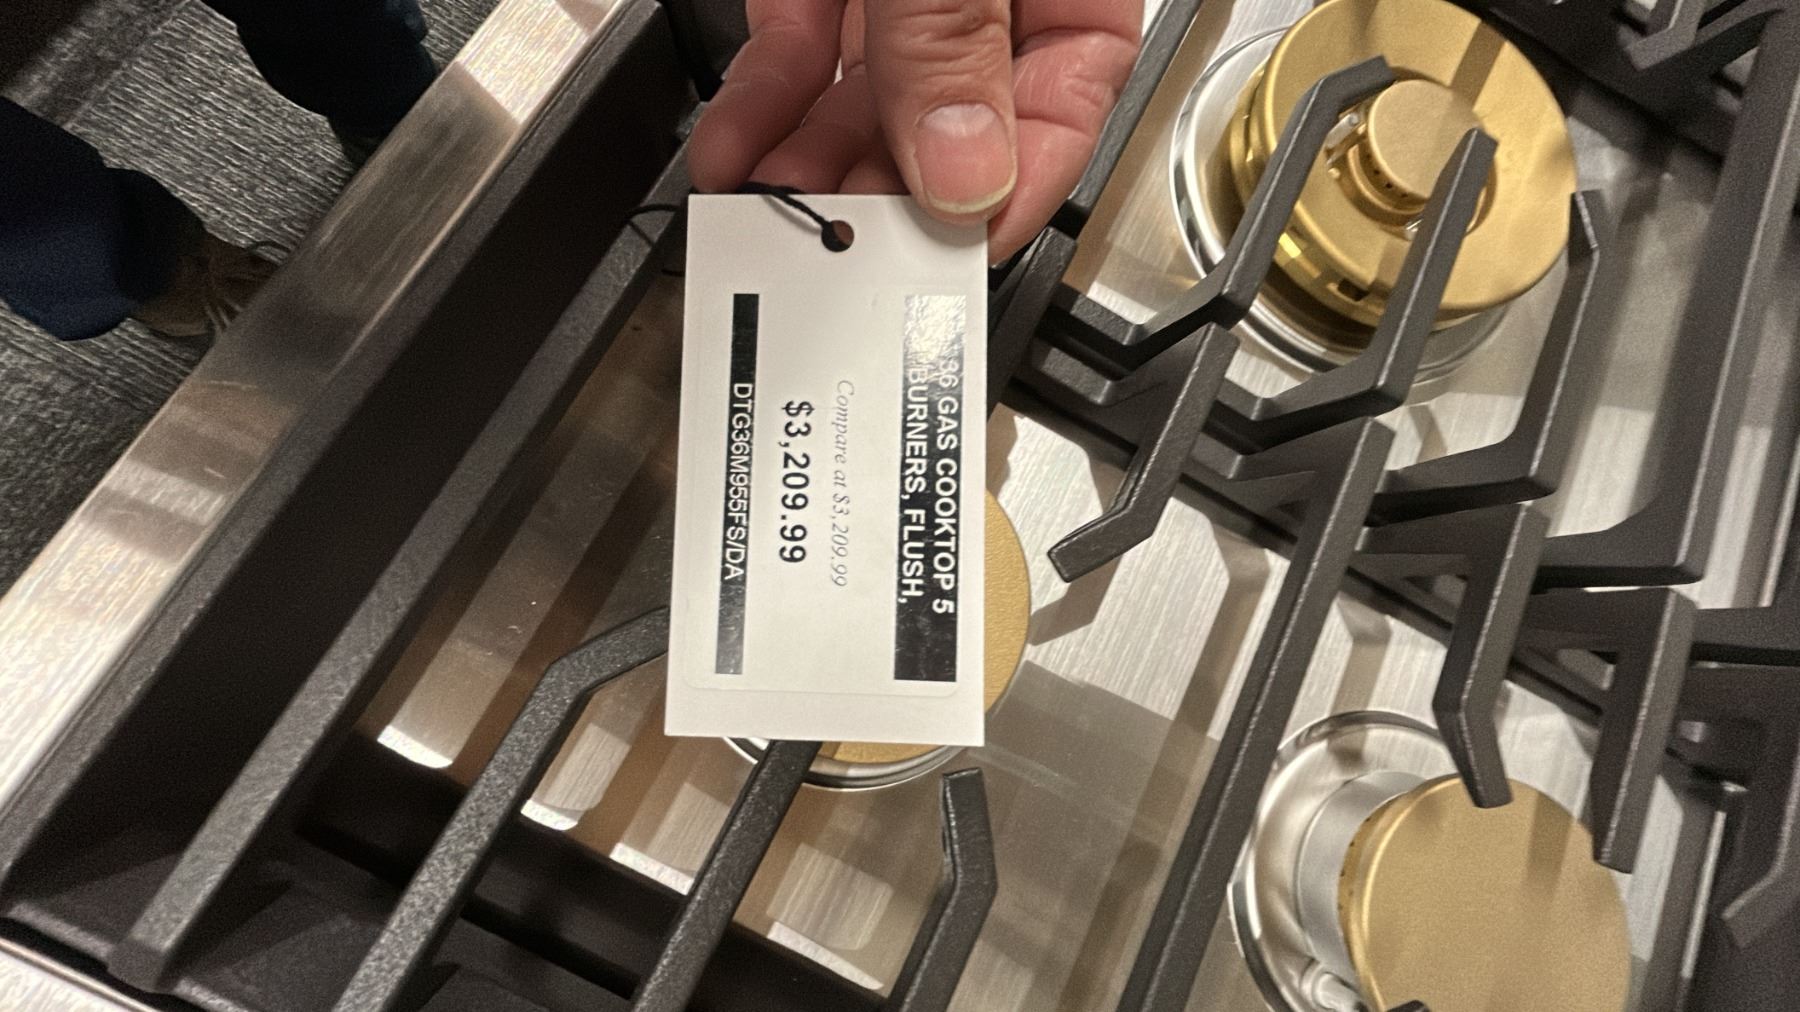 36 GAS COOKTOP 5
BURNERS, FLUSH,
Compare at $3,209.99
$3,209.99
DTG36M955FS/DA